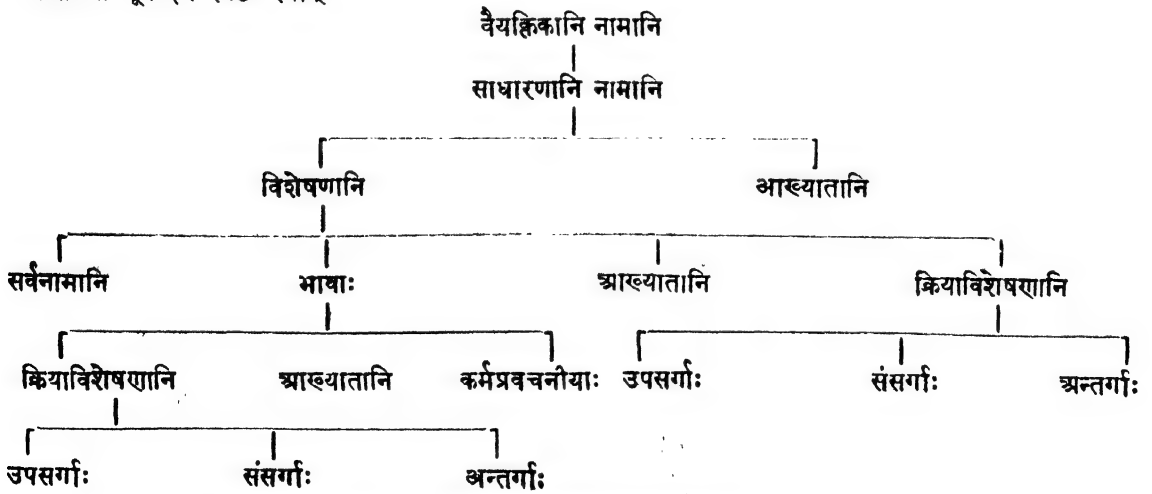 वैयक्तिकानि नामानि
साधारणानि नामानि
विशेषणानि आख्यातानि
सर्वनामानि भावाः आख्यातानि क्रियाविशेषणानि
क्रियाविशेषणानि आख्यातानि कर्मप्रवचनीयाः उपसर्गाः संसर्गाः अन्तर्गाः
उपसर्गाः संसर्गाः अन्तर्गाः